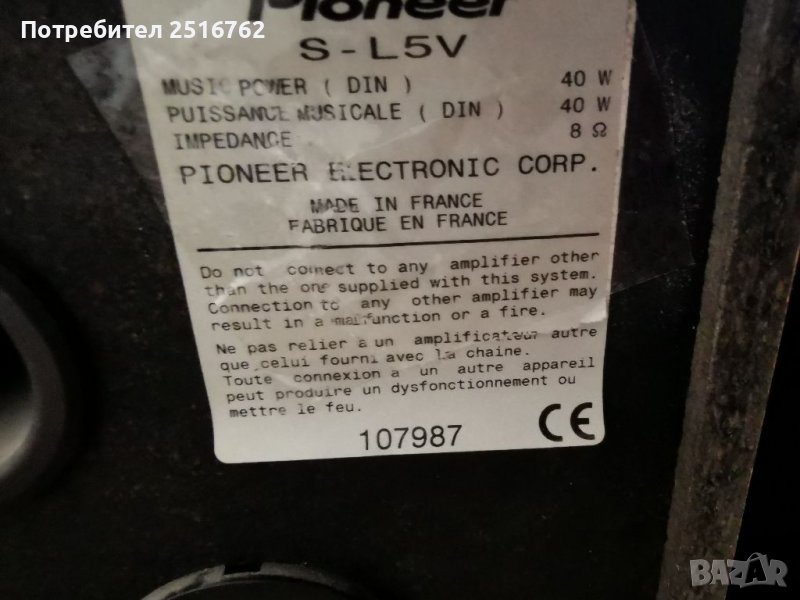 Потребител 2516762
Pioneer
S-L5V
MUSIC POWER ( DIN ) 40 W
PUISSANCE MUSICALE ( DIN ) 40 W
IMPEDANCE 8 Ω
PIONEER ELECTRONIC CORP.
MADE IN FRANCE
FABRIQUE EN FRANCE
Do not connect to any amplifier other
than the one supplied with this system.
Connection to any other amplifier may
result in a malfunction or a fire.
Ne pas relier a un amplificateur autre
que celui fourni avec la chaine.
Toute connexion a un autre appareil
peut produire un dysfonctionnement ou
mettre le feu.
107987 CE
BAZAR